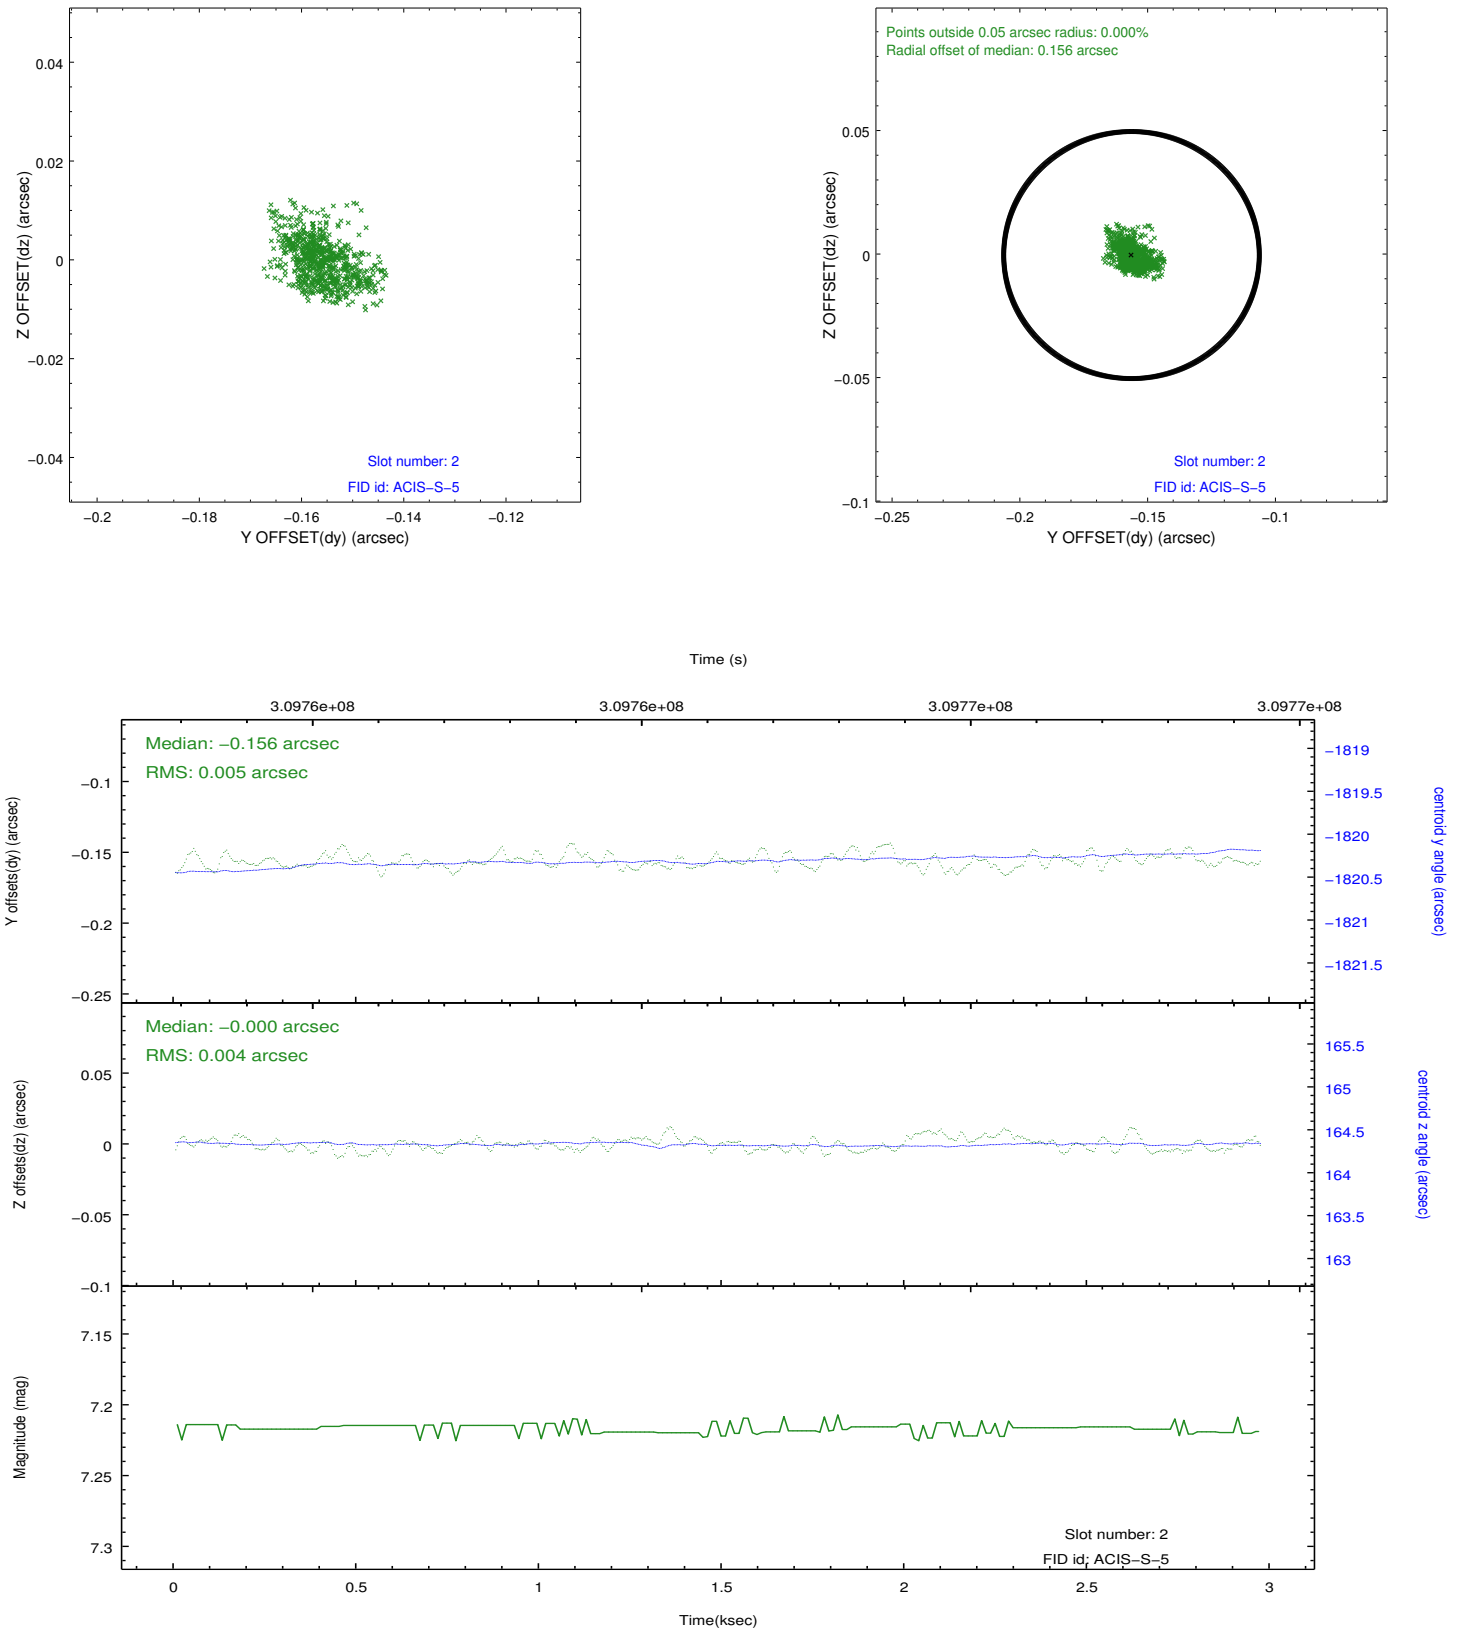 0.04
0.02
0
−0.02
−0.04
Z OFFSET(dz) (arcsec)
Slot number: 2
FID id: ACIS−S−5
−0.2
−0.18
−0.16
−0.14
−0.12
Y OFFSET(dy) (arcsec)
Points outside 0.05 arcsec radius: 0.000%
Radial offset of median: 0.156 arcsec
0.05
0
−0.05
−0.1
Z OFFSET(dz) (arcsec)
Slot number: 2
FID id: ACIS−S−5
−0.25
−0.2
−0.15
−0.1
Y OFFSET(dy) (arcsec)
Time (s)
3.0976e+08
3.0976e+08
3.0977e+08
3.0977e+08
Median: −0.156 arcsec
RMS: 0.005 arcsec
−0.1
−0.15
−0.2
−0.25
Y offsets(dy) (arcsec)
−1819
−1819.5
−1820
−1820.5
−1821
−1821.5
centroid y angle (arcsec)
Median: −0.000 arcsec
RMS: 0.004 arcsec
0.05
0
−0.05
−0.1
Z offsets(dz) (arcsec)
165.5
165
164.5
164
163.5
163
centroid z angle (arcsec)
7.15
7.2
7.25
7.3
Magnitude (mag)
Slot number: 2
FID id: ACIS−S−5
0
0.5
1
1.5
2
2.5
3
Time(ksec)